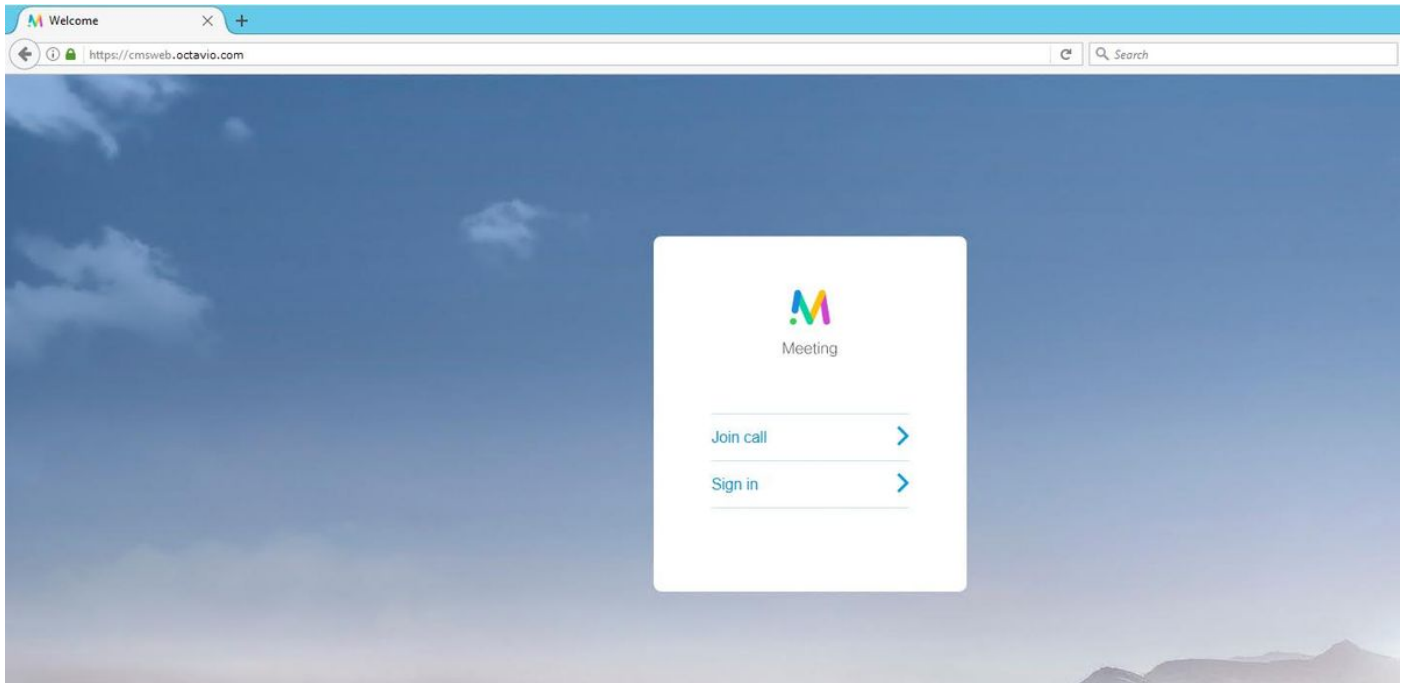 Welcome
https://cmsweb.octavio.com
Search
Meeting
Join call
Sign in